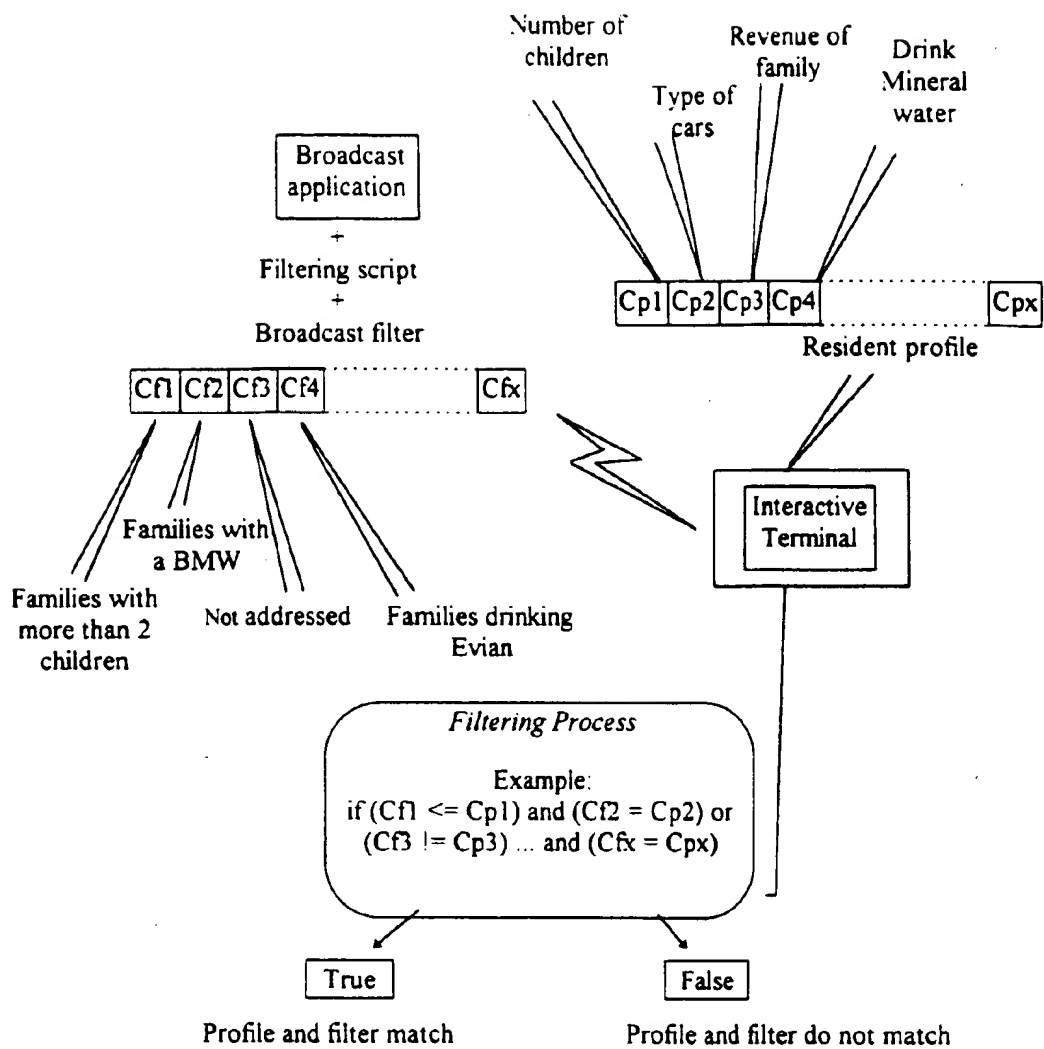 Number of
children
Revenue of
family
Drink
Mineral
water
Type of
cars
Broadcast
application
+
Filtering script
+
Broadcast filter
Cp1 Cp2 Cp3 Cp4 Cpx
Resident profile
Cf1 Cf2 Cf3 Cf4 Cfx
Interactive
Terminal
Families with
a BMW
Families with
more than 2
children
Not addressed
Families drinking
Evian
Filtering Process
Example:
if (Cf1 <= Cp1) and (Cf2 = Cp2) or
(Cf3 != Cp3) ... and (Cfx = Cpx)
True
False
Profile and filter match
Profile and filter do not match